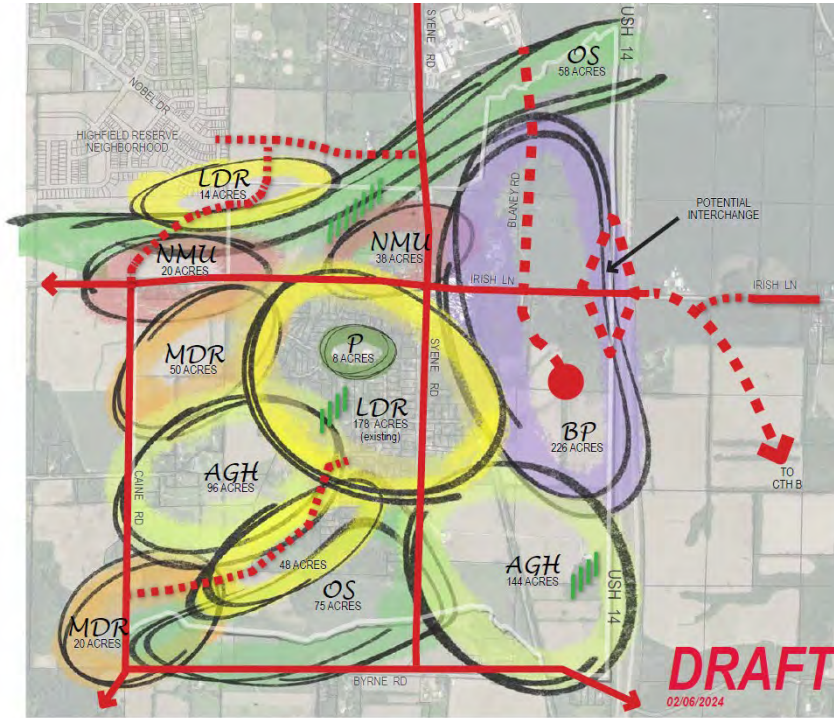 SYENE RD
USH 14
OS
58 ACRES
NOBEL DR
HIGHFIELD RESERVE
NEIGHBORHOOD
LDR
14 ACRES
BLANEY RD
POTENTIAL
INTERCHANGE
NMU
20 ACRES
NMU
38 ACRES
IRISH LN
IRISH LN
MDR
50 ACRES
P
8 ACRES
SYENE RD
LDR
178 ACRES
(existing)
BP
226 ACRES
AGH
96 ACRES
CAINE RD
TO
CTH B
48 ACRES
OS
75 ACRES
AGH
144 ACRES
USH 14
MDR
20 ACRES
BYRNE RD
DRAFT
02/06/2024